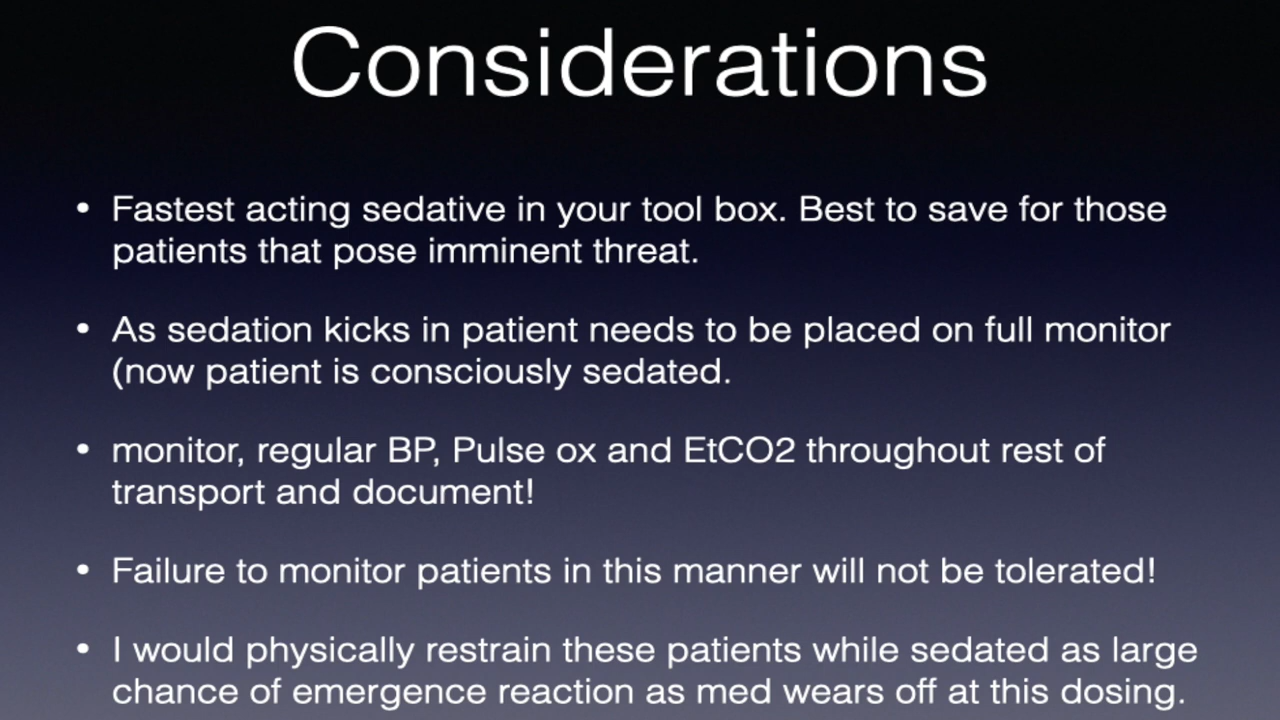 Considerations
• Fastest acting sedative in your tool box. Best to save for those
patients that pose imminent threat.
• As sedation kicks in patient needs to be placed on full monitor
(now patient is consciously sedated.
• monitor, regular BP, Pulse ox and EtCO2 throughout rest of
transport and document!
• Failure to monitor patients in this manner will not be tolerated!
• I would physically restrain these patients while sedated as large
chance of emergence reaction as med wears off at this dosing.